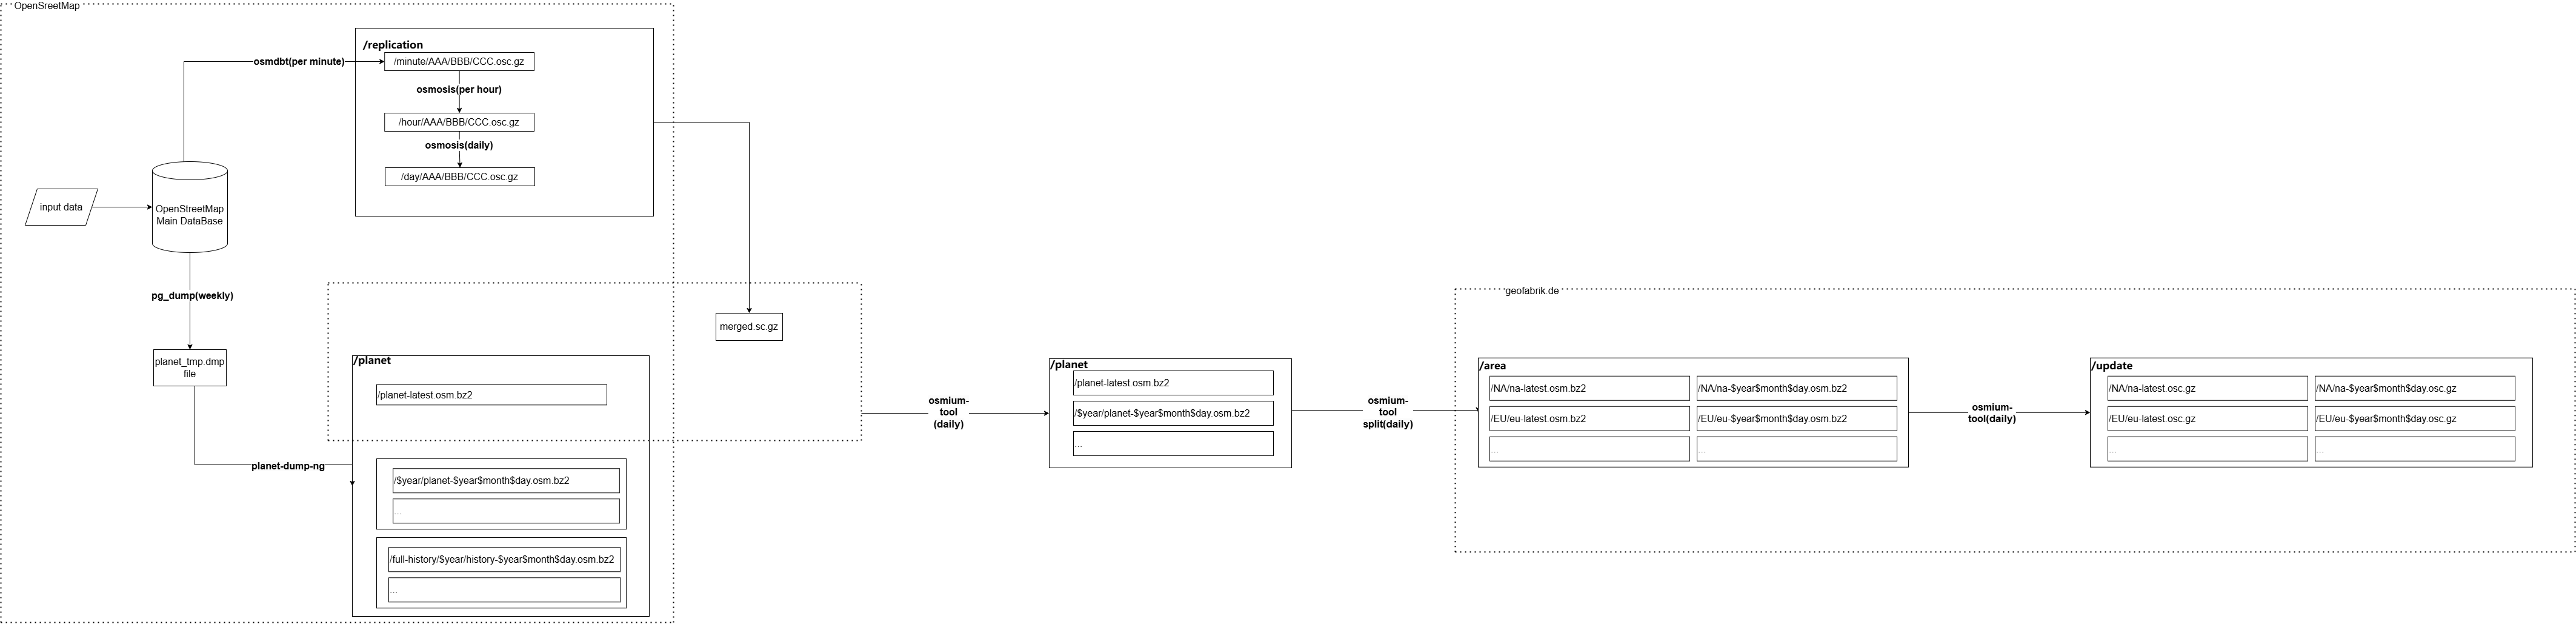 OpenSreetMap
/replication
osmdbt(per minute)
/minute/AAA/BBB/CCC.osc.gz
osmosis(per hour)
/hour/AAA/BBB/CCC.osc.gz
osmosis(daily)
/day/AAA/BBB/CCC.osc.gz
input data
OpenStreetMap
Main DataBase
pg_dump(weekly)
planet_tmp.dmp
file
planet-dump-ng
/planet
/planet-latest.osm.bz2
/$year/planet-$year$month$day.osm.bz2
...
/full-history/$year/history-$year$month$day.osm.bz2
...
merged.sc.gz
osmium-
tool
(daily)
/planet
/planet-latest.osm.bz2
/$year/planet-$year$month$day.osm.bz2
...
osmium-
tool
split(daily)
geofabrik.de
/area
/NA/na-latest.osm.bz2
/NA/na-$year$month$day.osm.bz2
/EU/eu-latest.osm.bz2
/EU/eu-$year$month$day.osm.bz2
...
...
osmium-
tool(daily)
/update
/NA/na-latest.osc.gz
/NA/na-$year$month$day.osc.gz
/EU/eu-latest.osc.gz
/EU/eu-$year$month$day.osc.gz
...
...